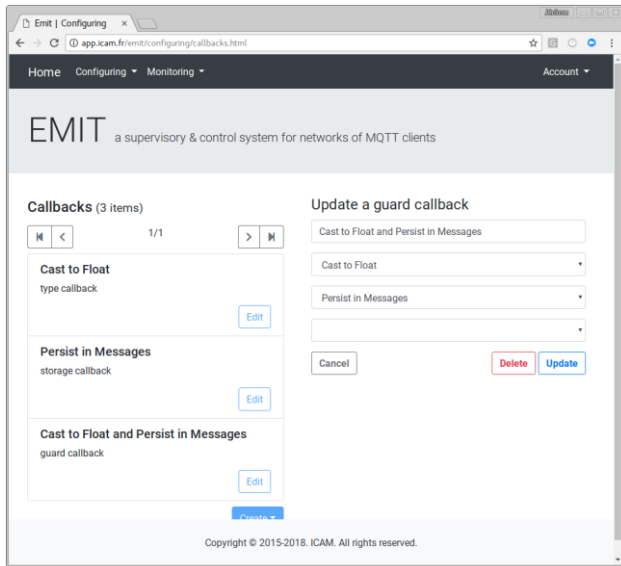 Emit | Configuring
Jérôme
app.icam.fr/emit/configuring/callbacks.html
Home Configuring Monitoring Account
EMIT a supervisory & control system for networks of MQTT clients
Callbacks (3 items)
1/1
Cast to Float
type callback
Edit
Persist in Messages
storage callback
Edit
Cast to Float and Persist in Messages
guard callback
Edit
Create
Update a guard callback
Cast to Float and Persist in Messages
Cast to Float
Persist in Messages
Cancel Delete Update
Copyright © 2015-2018. ICAM. All rights reserved.